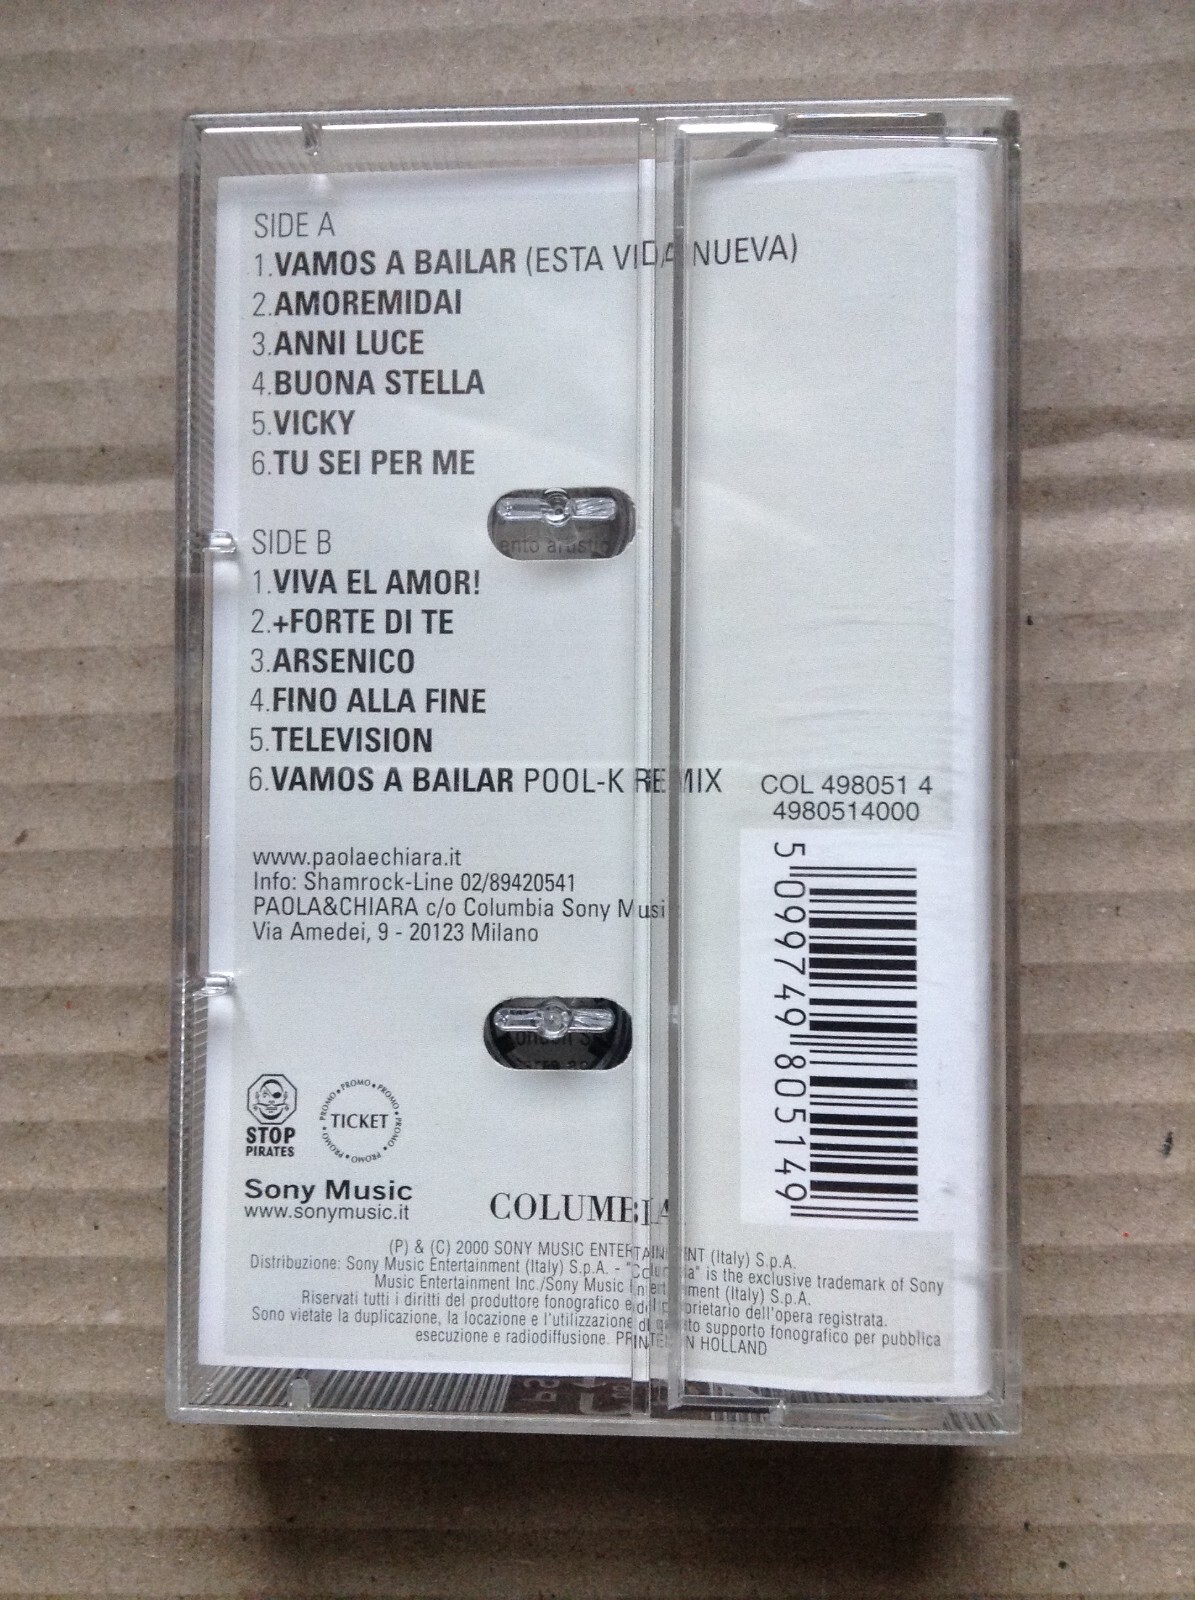 SIDE A
1.VAMOS A BAILAR (ESTA VIDA NUEVA)
2.AMOREMIDAI
3.ANNI LUCE
4.BUONA STELLA
5.VICKY
6.TU SEI PER ME
SIDE B
1.VIVA EL AMOR!
2.+FORTE DI TE
3.ARSENICO
4.FINO ALLA FINE
5.TELEVISION
6.VAMOS A BAILAR POOL-K REMIX
COL 498051 4
4980514000
5 099749 805149
www.paolaechiara.it
Info: Shamrock-Line 02/89420541
PAOLA&CHIARA c/o Columbia Sony Music
Via Amedei, 9 - 20123 Milano
STOP
PIRATES
PROMO • PROMO • PROMO • PROMO • PROMO • PROMO
TICKET
Sony Music
www.sonymusic.it
COLUMBIA
(P) & (C) 2000 SONY MUSIC ENTERTAINMENT (Italy) S.p.A.
Distribuzione: Sony Music Entertainment (Italy) S.p.A. - "Columbia" is the exclusive trademark of Sony
Music Entertainment Inc./Sony Music Entertainment (Italy) S.p.A.
Riservati tutti i diritti del produttore fonografico e del proprietario dell'opera registrata.
Sono vietate la duplicazione, la locazione e l'utilizzazione di questo supporto fonografico per pubblica
esecuzione e radiodiffusione. PRINTED IN HOLLAND